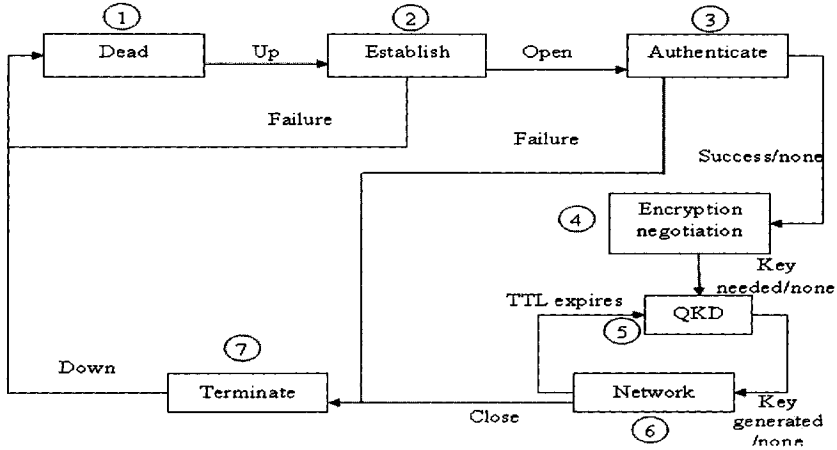 1
2
3
Dead
Up
Establish
Open
Authenticate
Failure
Failure
Success/none
4
Encryption
negotiation
Key
needed/none
TTL expires
QKD
5
7
Down
Terminate
Network
Close
Key
generated
/none
6